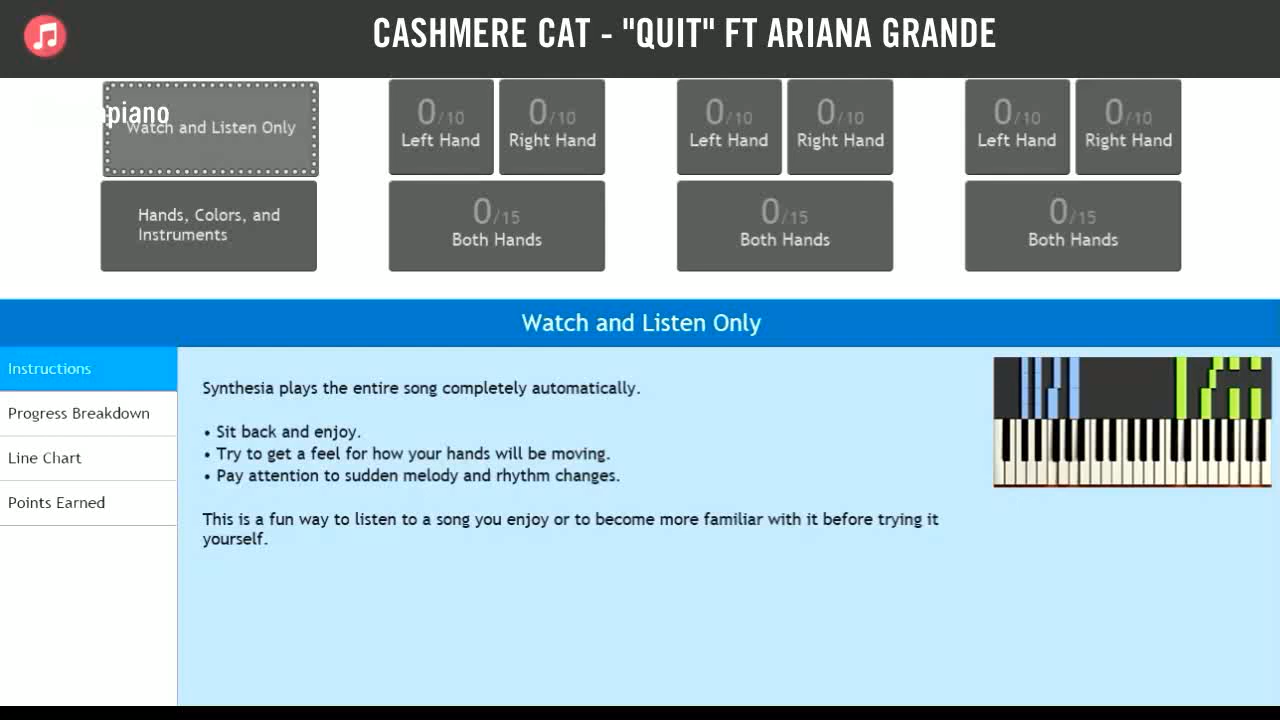 CASHMERE CAT - "QUIT" FT ARIANA GRANDE
piano
Watch and Listen Only
0/10
Left Hand
0/10
Right Hand
0/10
Left Hand
0/10
Right Hand
0/10
Left Hand
0/10
Right Hand
Hands, Colors, and
Instruments
0/15
Both Hands
0/15
Both Hands
0/15
Both Hands
Watch and Listen Only
Instructions
Progress Breakdown
Line Chart
Points Earned
Synthesia plays the entire song completely automatically.
• Sit back and enjoy.
• Try to get a feel for how your hands will be moving.
• Pay attention to sudden melody and rhythm changes.
This is a fun way to listen to a song you enjoy or to become more familiar with it before trying it
yourself.